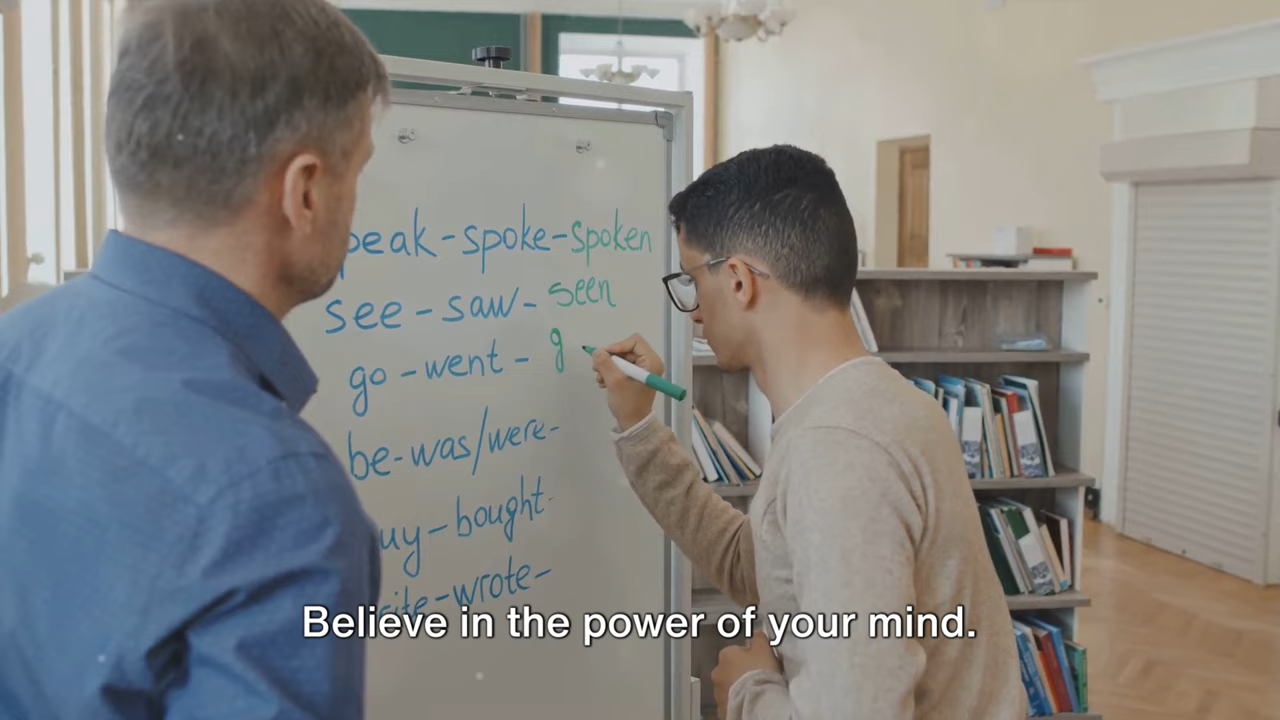 peak-spoke-spoken
see-saw-seen
go-went-g
be-was/were-
uy-bought-
ite-wrote-
Believe in the power of your mind.